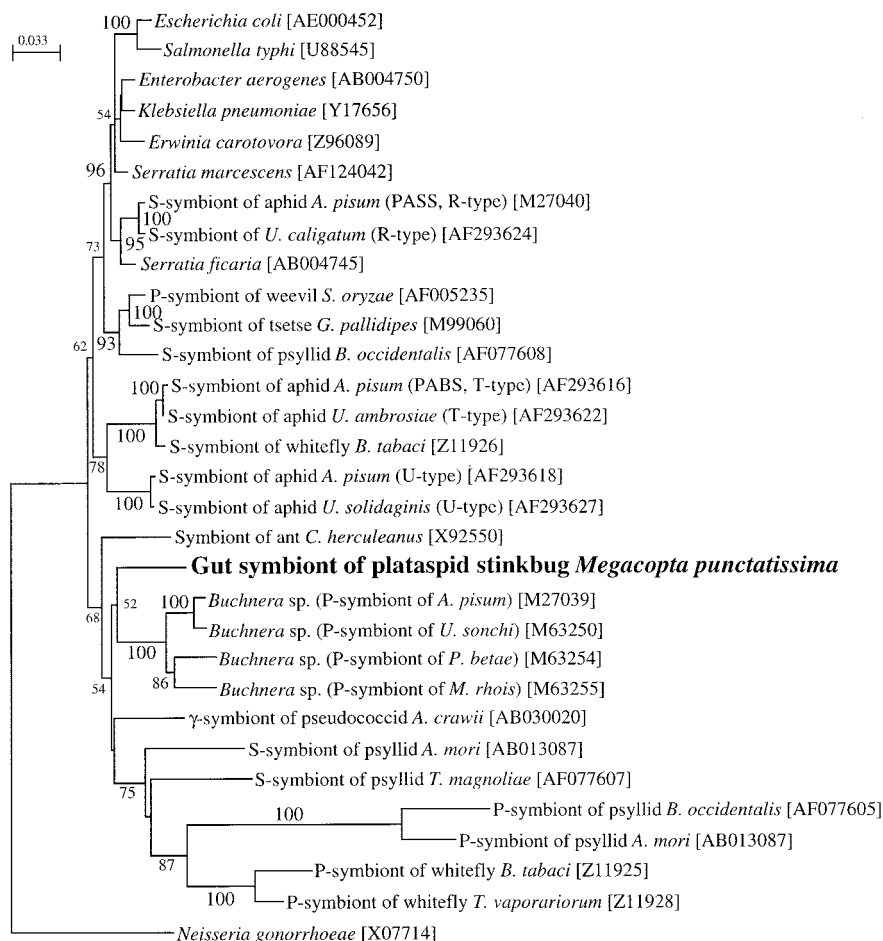 100
Escherichia coli [AE000452]
0.033
Salmonella typhi [U88545]
Enterobacter aerogenes [AB004750]
54
Klebsiella pneumoniae [Y17656]
Erwinia carotovora [Z96089]
96
Serratia marcescens [AF124042]
S-symbiont of aphid A. pisum (PASS, R-type) [M27040]
100
73
95
S-symbiont of U. caligatum (R-type) [AF293624]
Serratia ficaria [AB004745]
P-symbiont of weevil S. oryzae [AF005235]
100
S-symbiont of tsetse G. pallidipes [M99060]
62
93
S-symbiont of psyllid B. occidentalis [AF077608]
100
S-symbiont of aphid A. pisum (PABS, T-type) [AF293616]
S-symbiont of aphid U. ambrosiae (T-type) [AF293622]
100
S-symbiont of whitefly B. tabaci [Z11926]
78
S-symbiont of aphid A. pisum (U-type) [AF293618]
100
S-symbiont of aphid U. solidaginis (U-type) [AF293627]
Symbiont of ant C. herculeanus [X92550]
Gut symbiont of plataspid stinkbug Megacopta punctatissima
52
100
Buchnera sp. (P-symbiont of A. pisum) [M27039]
68
Buchnera sp. (P-symbiont of U. sonchi) [M63250]
100
Buchnera sp. (P-symbiont of P. betae) [M63254]
54
86
Buchnera sp. (P-symbiont of M. rhois) [M63255]
γ-symbiont of pseudococcid A. crawii [AB030020]
S-symbiont of psyllid A. mori [AB013087]
75
S-symbiont of psyllid T. magnoliae [AF077607]
100
P-symbiont of psyllid B. occidentalis [AF077605]
P-symbiont of psyllid A. mori [AB013087]
87
P-symbiont of whitefly B. tabaci [Z11925]
100
P-symbiont of whitefly T. vaporariorum [Z11928]
Neisseria gonorrhoeae [X07714]